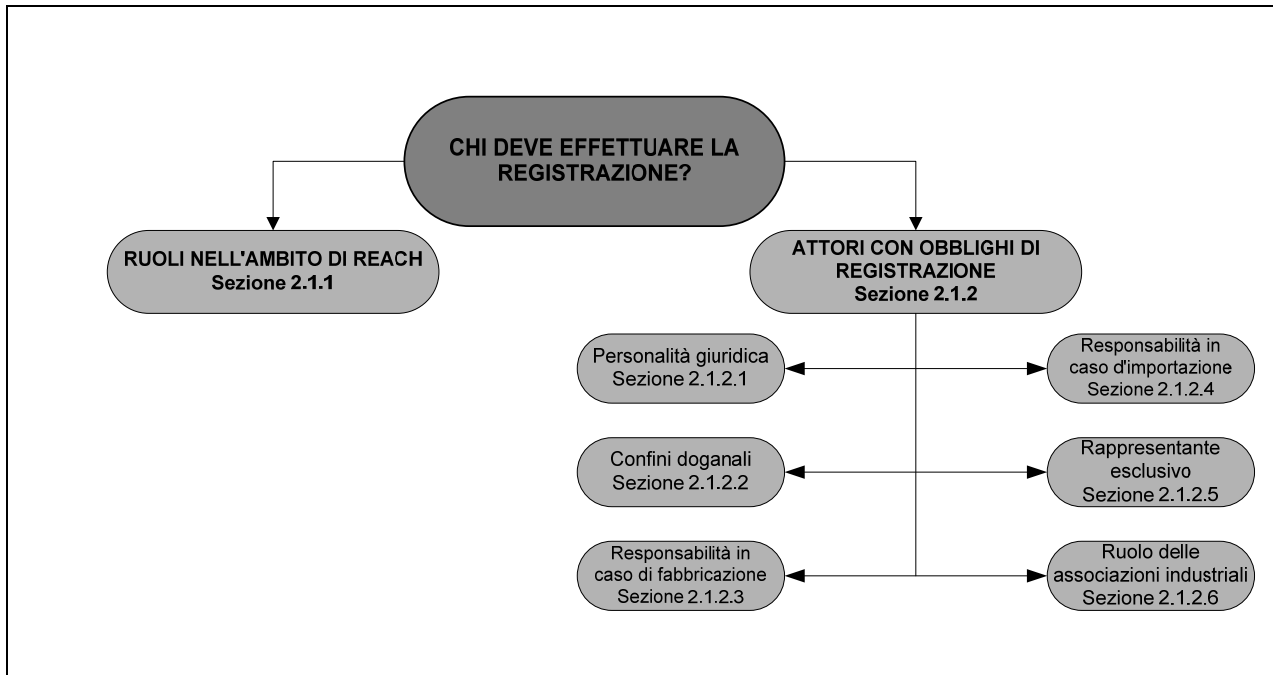 CHI DEVE EFFETTUARE LA
REGISTRAZIONE?
RUOLI NELL'AMBITO DI REACH
Sezione 2.1.1
ATTORI CON OBBLIGHI DI
REGISTRAZIONE
Sezione 2.1.2
Personalità giuridica
Sezione 2.1.2.1
Responsabilità in
caso d'importazione
Sezione 2.1.2.4
Confini doganali
Sezione 2.1.2.2
Rappresentante
esclusivo
Sezione 2.1.2.5
Responsabilità in
caso di fabbricazione
Sezione 2.1.2.3
Ruolo delle
associazioni industriali
Sezione 2.1.2.6